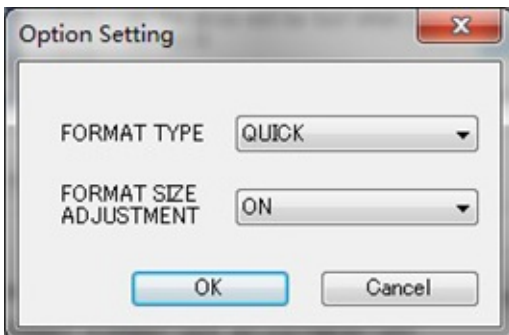 Option Setting
FORMAT TYPE QUICK
FORMAT SIZE
ADJUSTMENT ON
OK Cancel